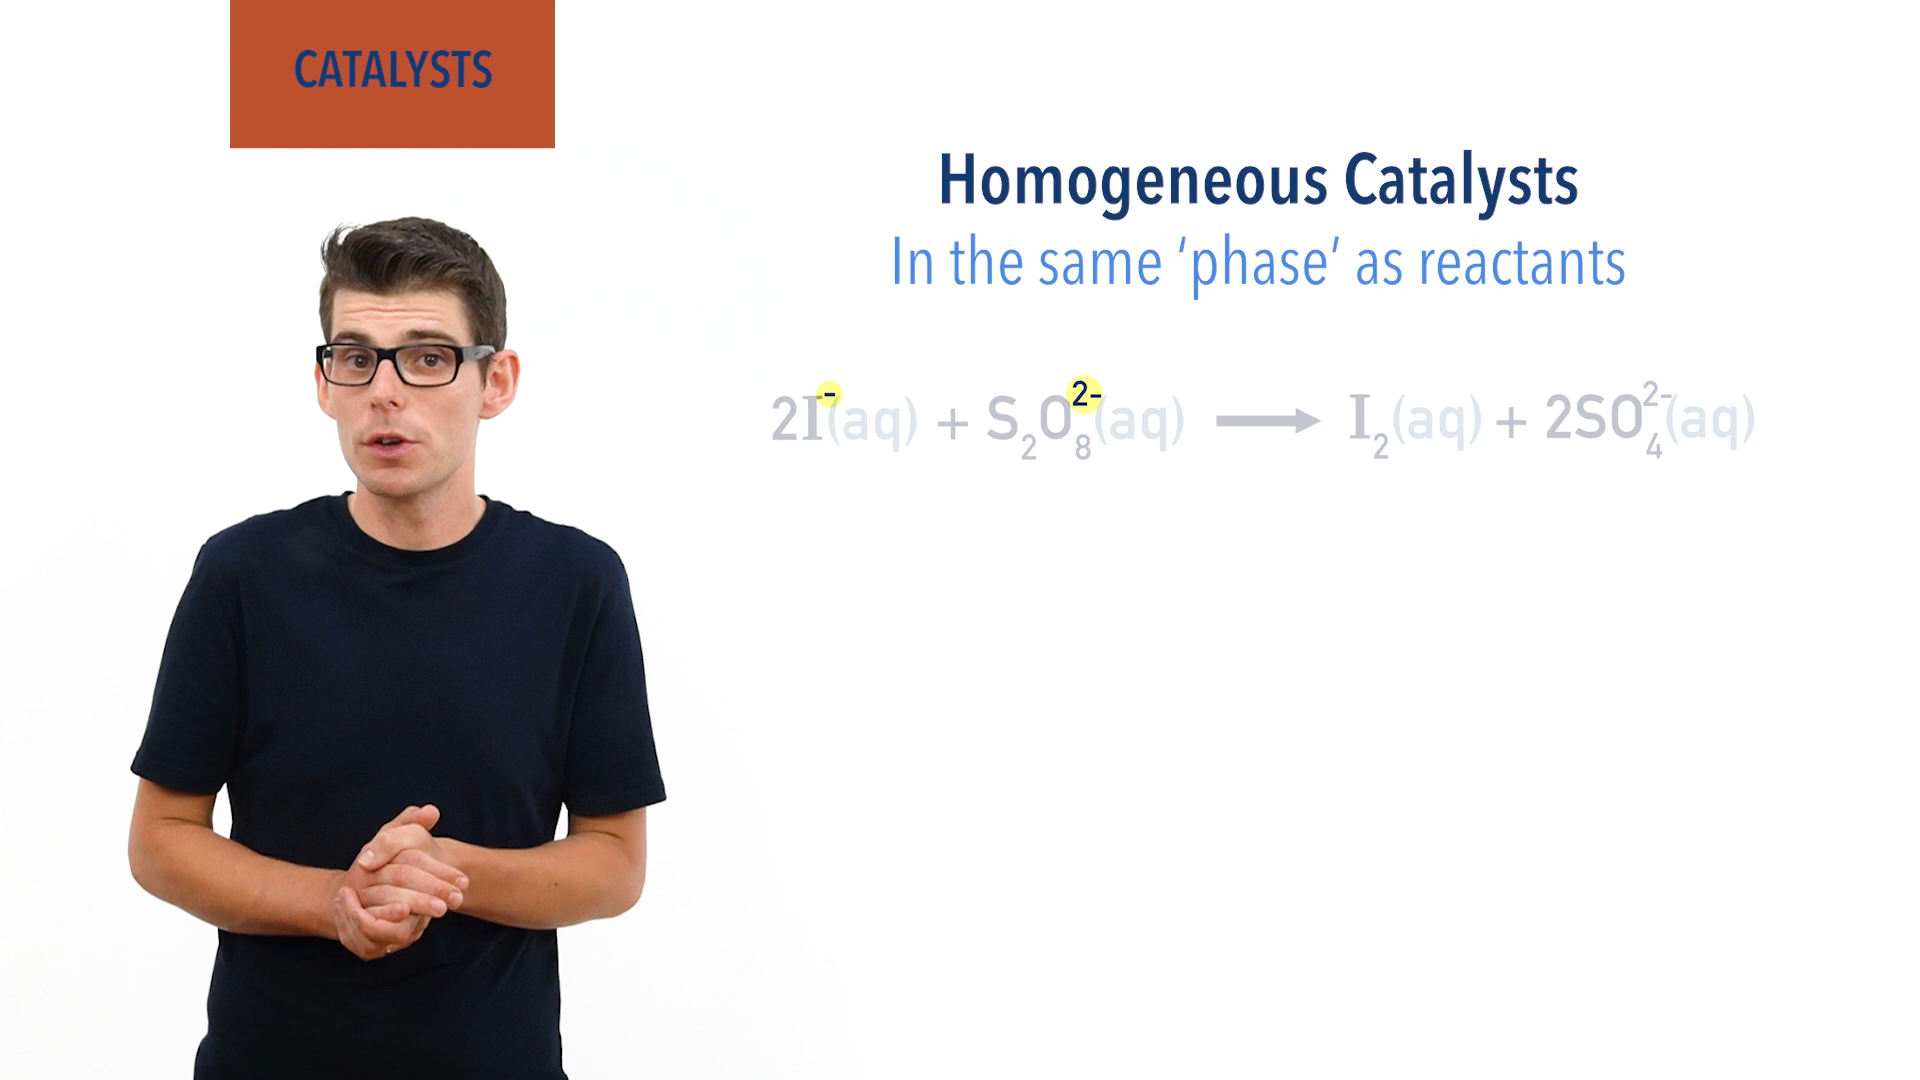 CATALYSTS
Homogeneous Catalysts
In the same ‘phase’ as reactants
2I⁻(aq) + S₂O₈²⁻(aq) ⟶ I₂(aq) + 2SO₄²⁻(aq)